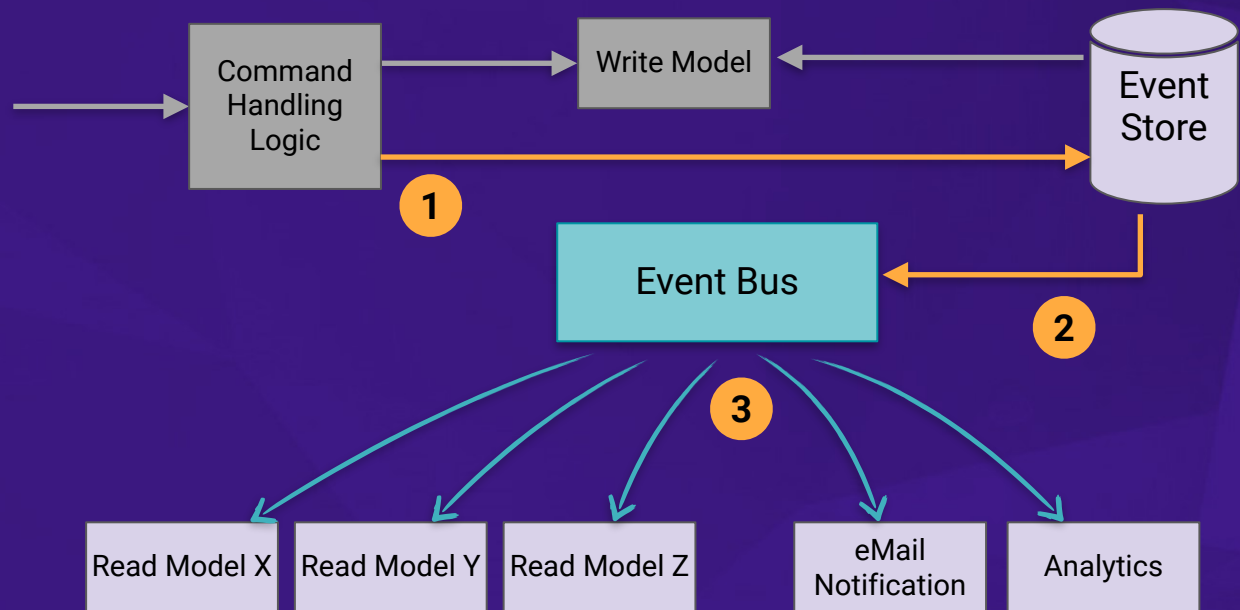 Command
Handling
Logic
Write Model
Event
Store
1
Event Bus
2
3
Read Model X
Read Model Y
Read Model Z
eMail
Notification
Analytics